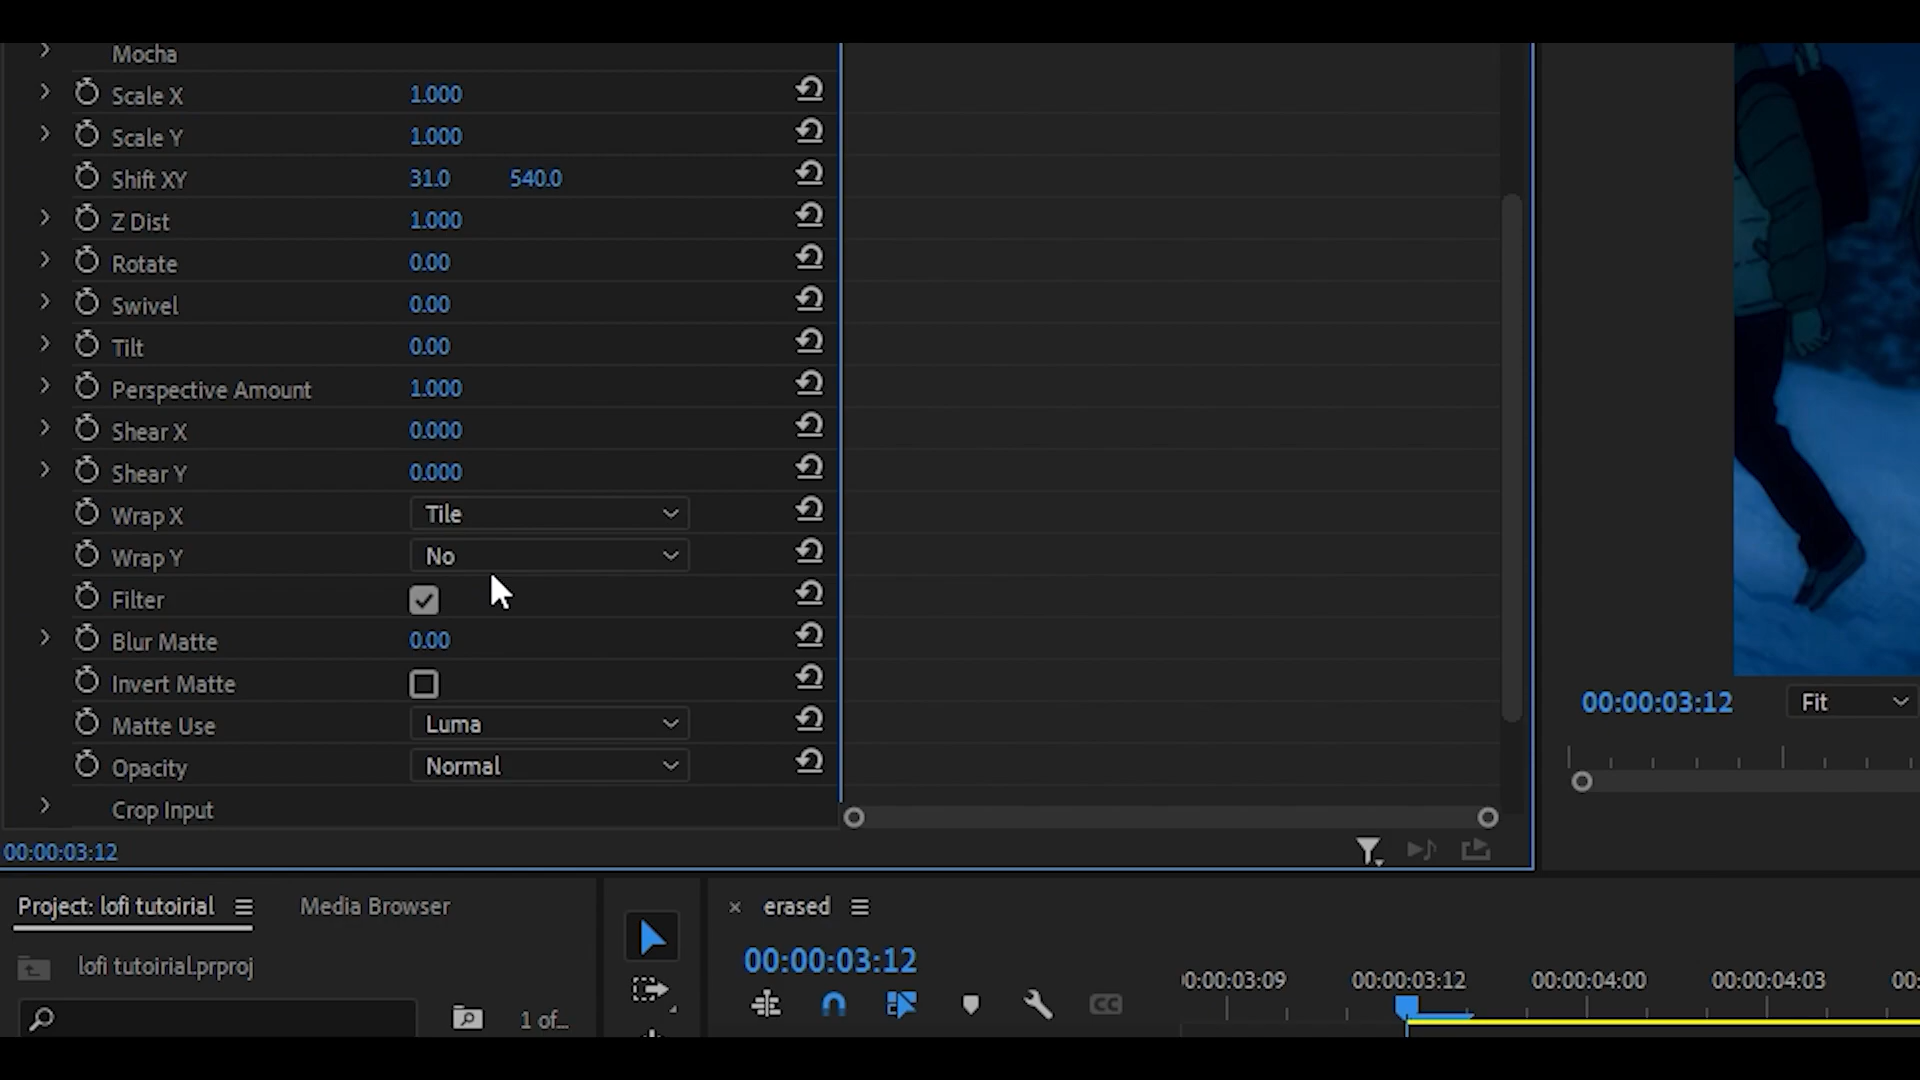 Mocha
Scale X 1.000
Scale Y 1.000
Shift XY 31.0 540.0
Z Dist 1.000
Rotate 0.00
Swivel 0.00
Tilt 0.00
Perspective Amount 1.000
Shear X 0.000
Shear Y 0.000
Wrap X Tile
Wrap Y No
Filter
Blur Matte 0.00
Invert Matte
Matte Use Luma
Opacity Normal
Crop Input
00:00:03:12
00:00:03:12 Fit
Project: lofi tutoirial Media Browser
lofi tutoirial.prproj
1 of...
erased
00:00:03:12
00:00:03:12 00:00:04:00 00:00:04:03
CC